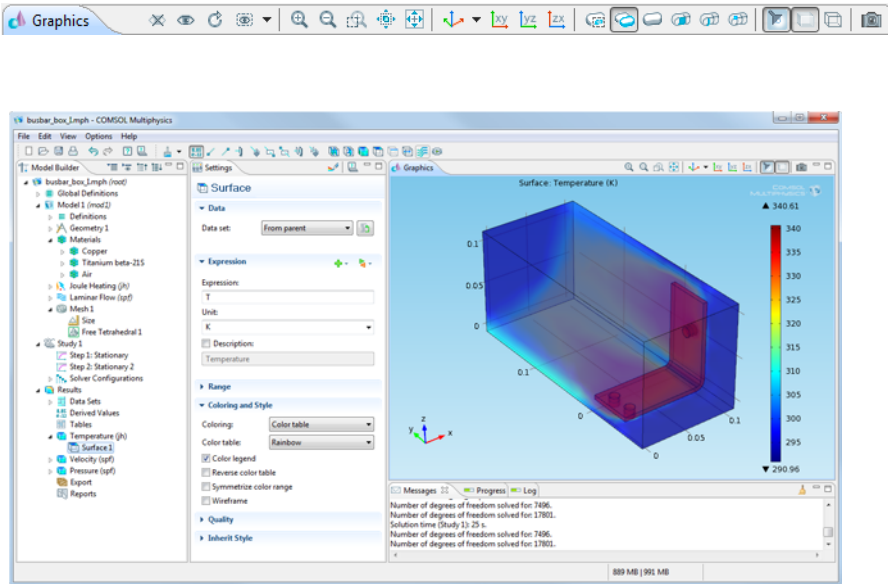 Graphics
xy yz zx
busbar_box_I.mph - COMSOL Multiphysics
File Edit View Options Help
Model Builder
busbar_box_I.mph (root)
Global Definitions
Model 1 (mod1)
Definitions
Geometry 1
Materials
Copper
Titanium beta-21S
Air
Joule Heating (jh)
Laminar Flow (spf)
Mesh 1
Size
Free Tetrahedral 1
Study 1
Step 1: Stationary
Step 2: Stationary 2
Solver Configurations
Results
Data Sets
Derived Values
Tables
Temperature (jh)
Surface 1
Velocity (spf)
Pressure (spf)
Export
Reports
Settings
Surface
Data
Data set: From parent
Expression
Expression:
T
Unit:
K
Description:
Temperature
Range
Coloring and Style
Coloring: Color table
Color table: Rainbow
Color legend
Reverse color table
Symmetrize color range
Wireframe
Quality
Inherit Style
Graphics
Surface: Temperature (K)
COMSOL
MULTIPHYSICS
340.61
340
335
330
325
320
315
310
305
300
295
290.96
0.1
0.05
0
0.1
0
0.1
0.05
0
z
y
x
Messages Progress Log
Number of degrees of freedom solved for: 7496.
Number of degrees of freedom solved for: 17801.
Solution time (Study 1): 25 s.
Number of degrees of freedom solved for: 7496.
Number of degrees of freedom solved for: 17801.
889 MB | 991 MB